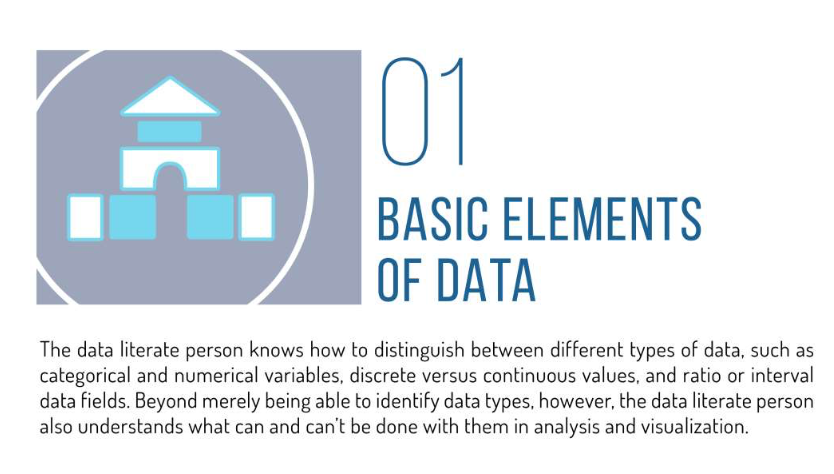 01
BASIC ELEMENTS
OF DATA
The data literate person knows how to distinguish between different types of data, such as
categorical and numerical variables, discrete versus continuous values, and ratio or interval
data fields. Beyond merely being able to identify data types, however, the data literate person
also understands what can and can't be done with them in analysis and visualization.